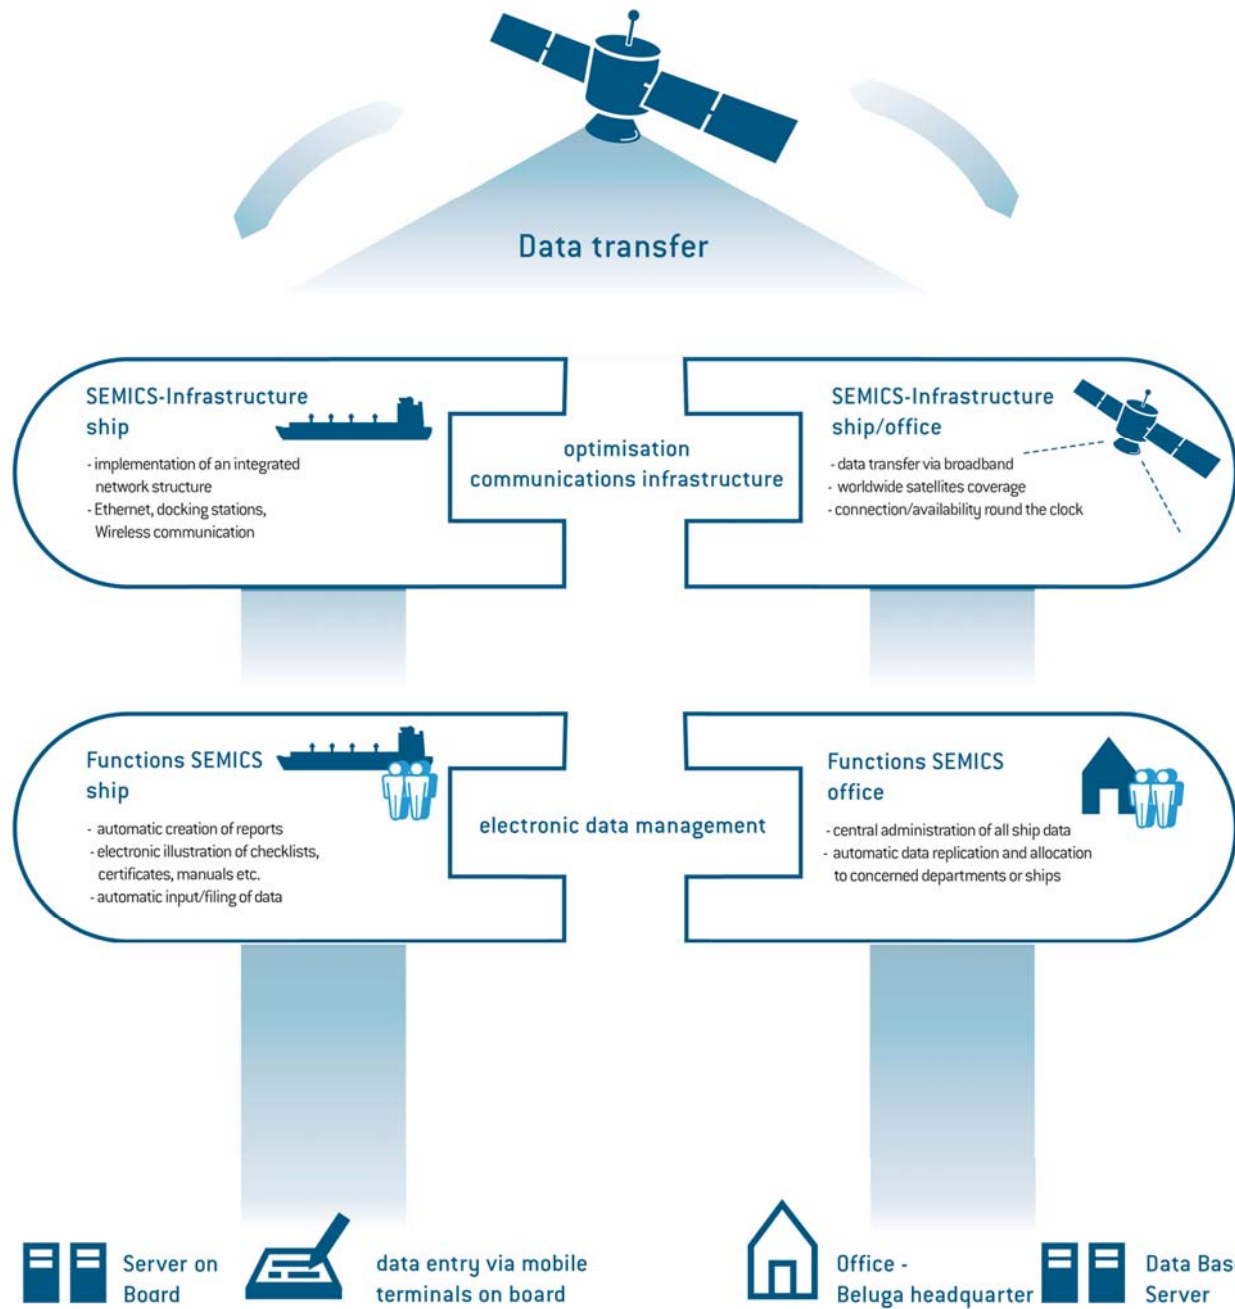 Data transfer
SEMICS-Infrastructure
ship
- implementation of an integrated
network structure
- Ethernet, docking stations,
Wireless communication
optimisation
communications infrastructure
SEMICS-Infrastructure
ship/office
- data transfer via broadband
- worldwide satellites coverage
- connection/availability round the clock
Functions SEMICS
ship
- automatic creation of reports
- electronic illustration of checklists,
certificates, manuals etc.
- automatic input/filing of data
electronic data management
Functions SEMICS
office
- central administration of all ship data
- automatic data replication and allocation
to concerned departments or ships
Server on
Board
data entry via mobile
terminals on board
Office -
Beluga headquarter
Data Bas
Server